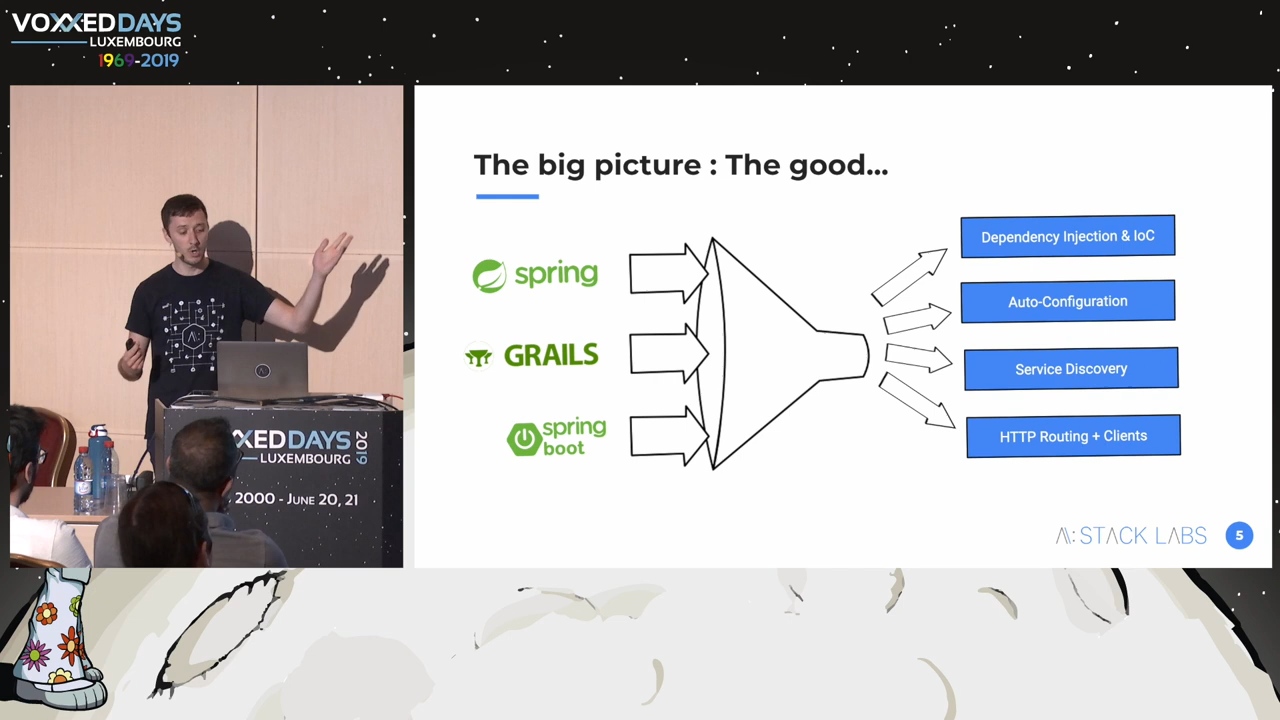 VOXXEDDAYS
LUXEMBOURG
1969-2019
The big picture : The good...
spring
GRAILS
spring
boot
Dependency Injection & IoC
Auto-Configuration
Service Discovery
HTTP Routing + Clients
STACK LABS
5
XEDDAYS
LUXEMBOURG
2019
2000 - JUNE 20, 21